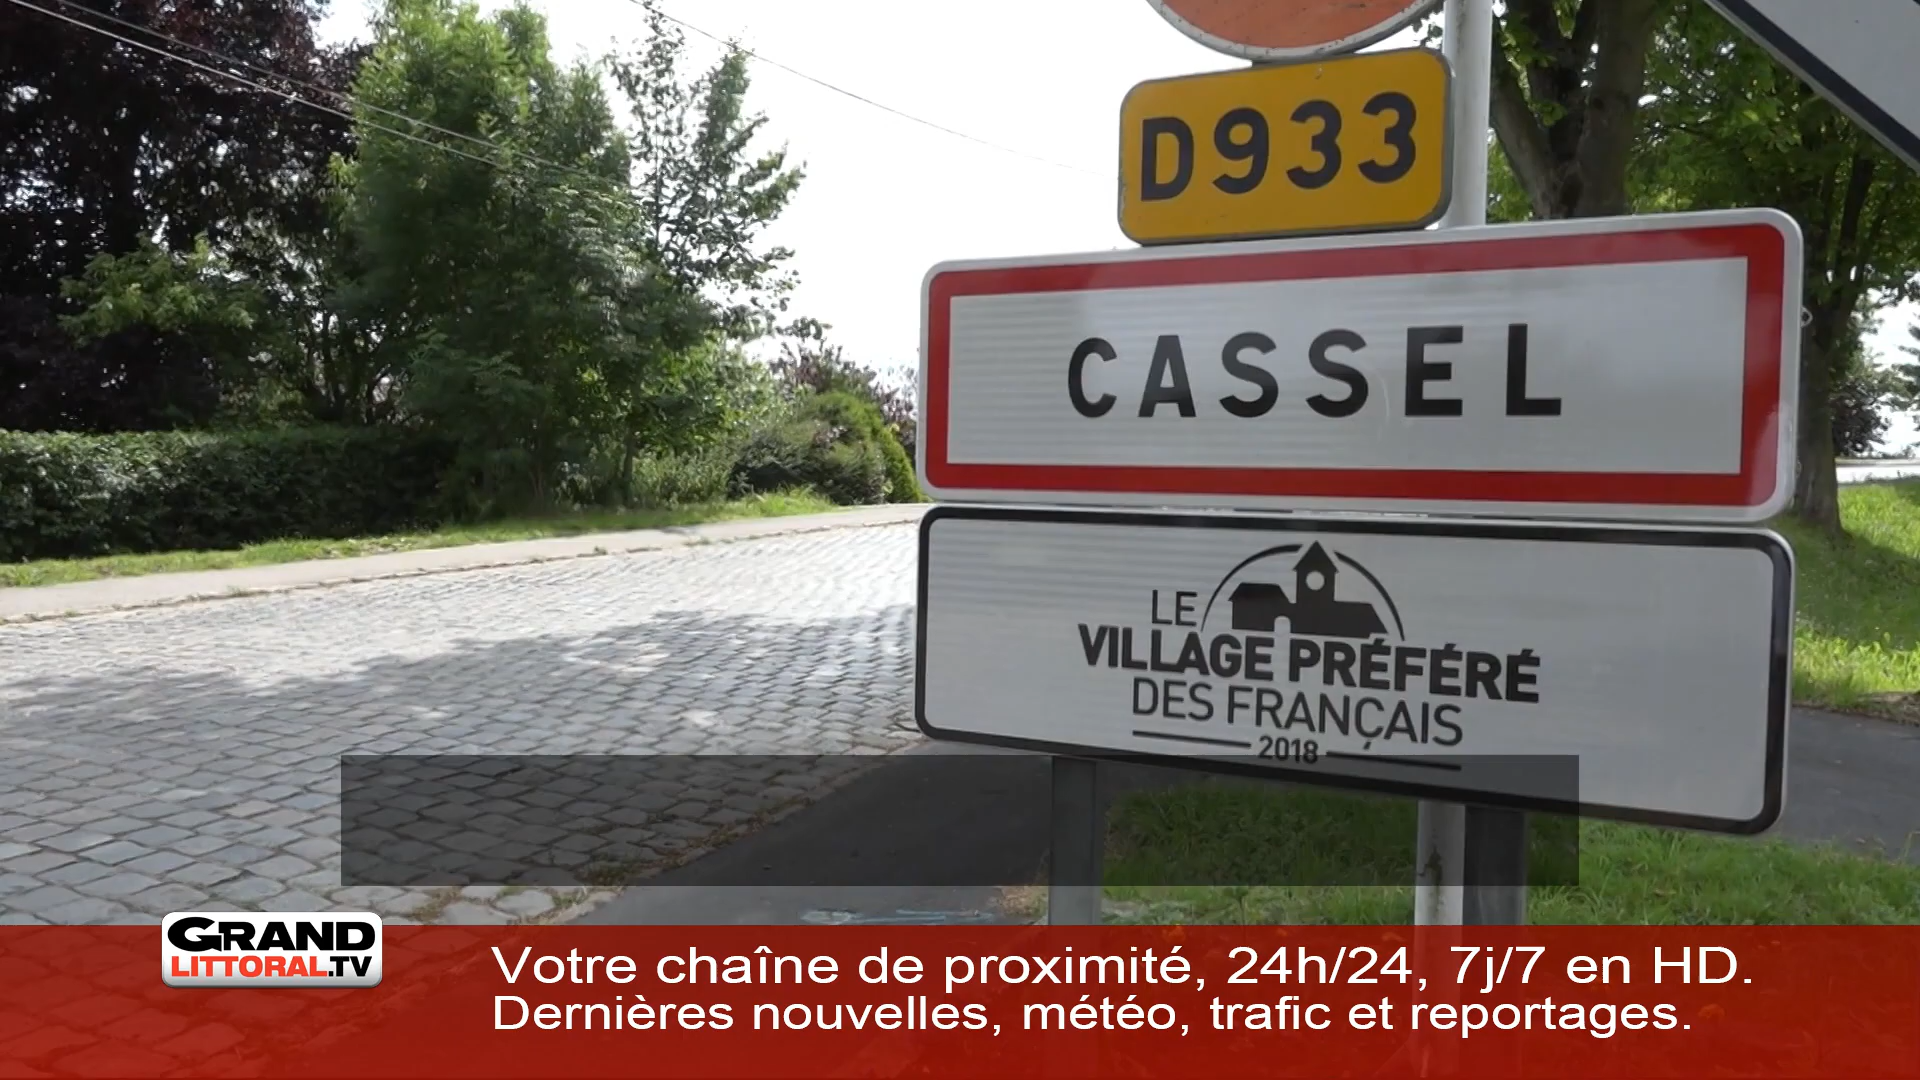 D933
CASSEL
LE
VILLAGE PRÉFÉRÉ
DES FRANÇAIS
2018
GRAND
LITTORAL.TV
Votre chaîne de proximité, 24h/24, 7j/7 en HD.
Dernières nouvelles, météo, trafic et reportages.